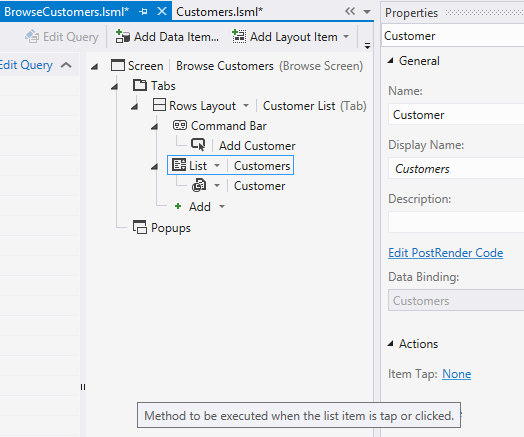 BrowseCustomers.lsml*
Customers.lsml*
Edit Query
Add Data Item...
Add Layout Item
Edit Query
Screen Browse Customers (Browse Screen)
Tabs
Rows Layout Customer List (Tab)
Command Bar
Add Customer
List Customers
Customer
Add
Popups
Properties
Customer
General
Name:
Customer
Display Name:
Customers
Description:
Edit PostRender Code
Data Binding:
Customers
Actions
Item Tap: None
Method to be executed when the list item is tap or clicked.